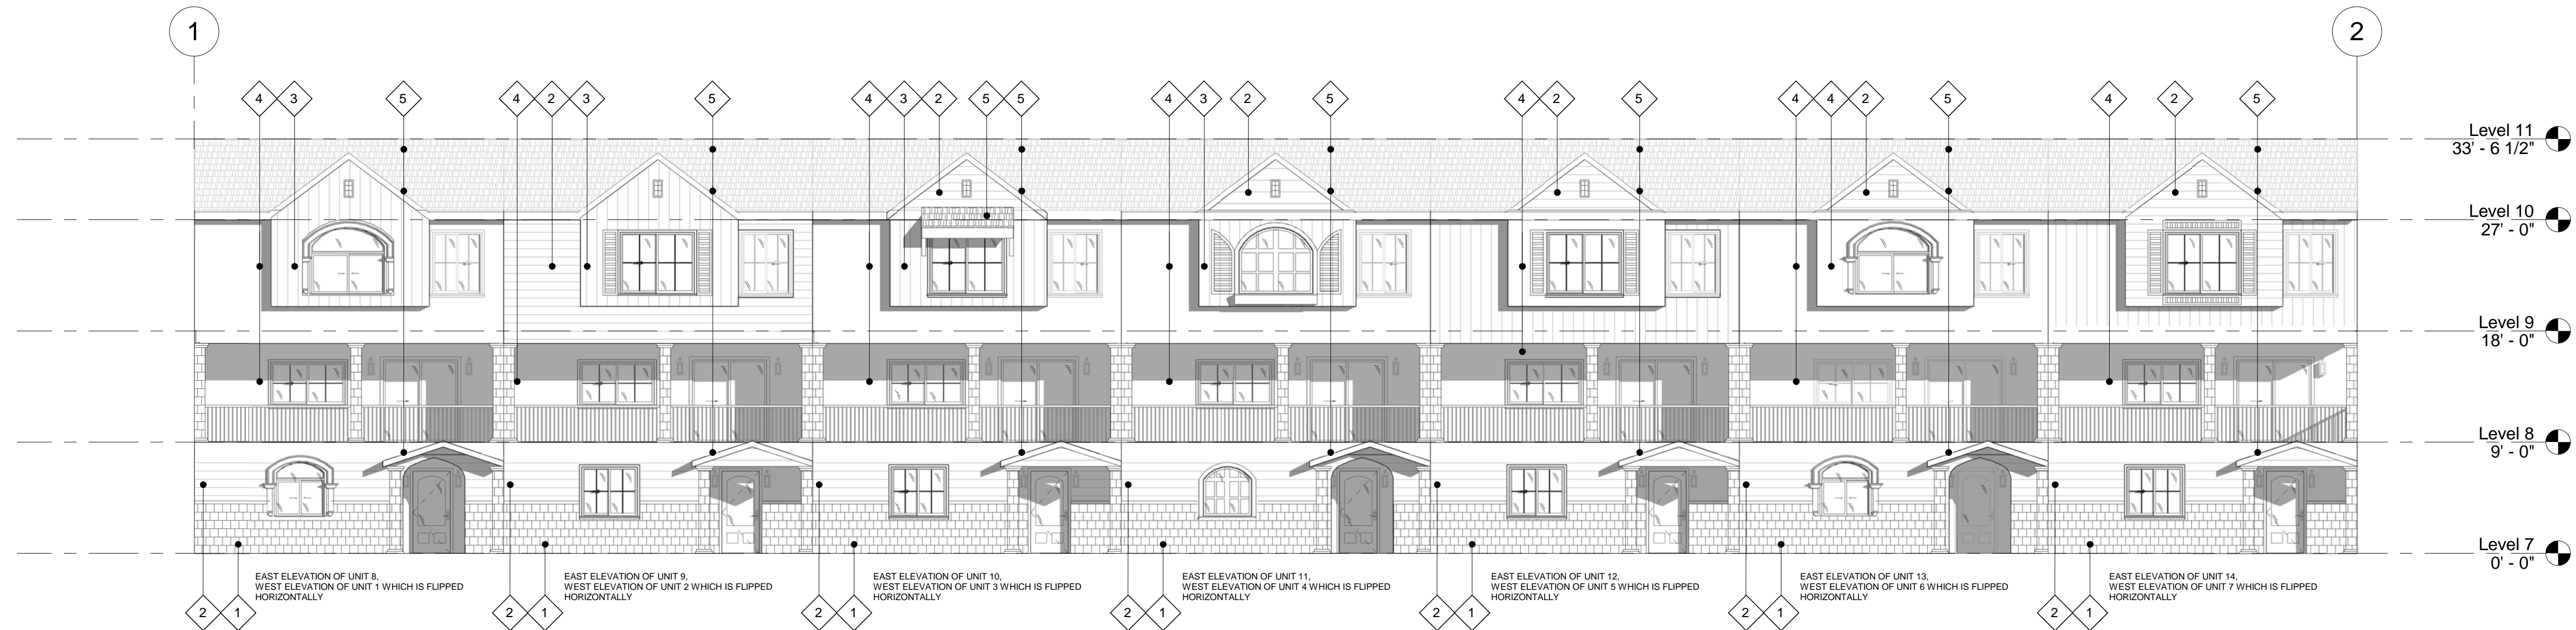 1
2
4 3 5 4 2 3 5 4 3 2 5 5 4 3 2 5 4 2 5 4 4 2 5 4 2 5
Level 11
33' - 6 1/2"
Level 10
27' - 0"
Level 9
18' - 0"
Level 8
9' - 0"
Level 7
0' - 0"
EAST ELEVATION OF UNIT 8,
WEST ELEVATION OF UNIT 1 WHICH IS FLIPPED
HORIZONTALLY
EAST ELEVATION OF UNIT 9,
WEST ELEVATION OF UNIT 2 WHICH IS FLIPPED
HORIZONTALLY
EAST ELEVATION OF UNIT 10,
WEST ELEVATION OF UNIT 3 WHICH IS FLIPPED
HORIZONTALLY
EAST ELEVATION OF UNIT 11,
WEST ELEVATION OF UNIT 4 WHICH IS FLIPPED
HORIZONTALLY
EAST ELEVATION OF UNIT 12,
WEST ELEVATION OF UNIT 5 WHICH IS FLIPPED
HORIZONTALLY
EAST ELEVATION OF UNIT 13,
WEST ELEVATION OF UNIT 6 WHICH IS FLIPPED
HORIZONTALLY
EAST ELEVATION OF UNIT 14,
WEST ELEVATION OF UNIT 7 WHICH IS FLIPPED
HORIZONTALLY
2 1 2 1 2 1 2 1 2 1 2 1 2 1